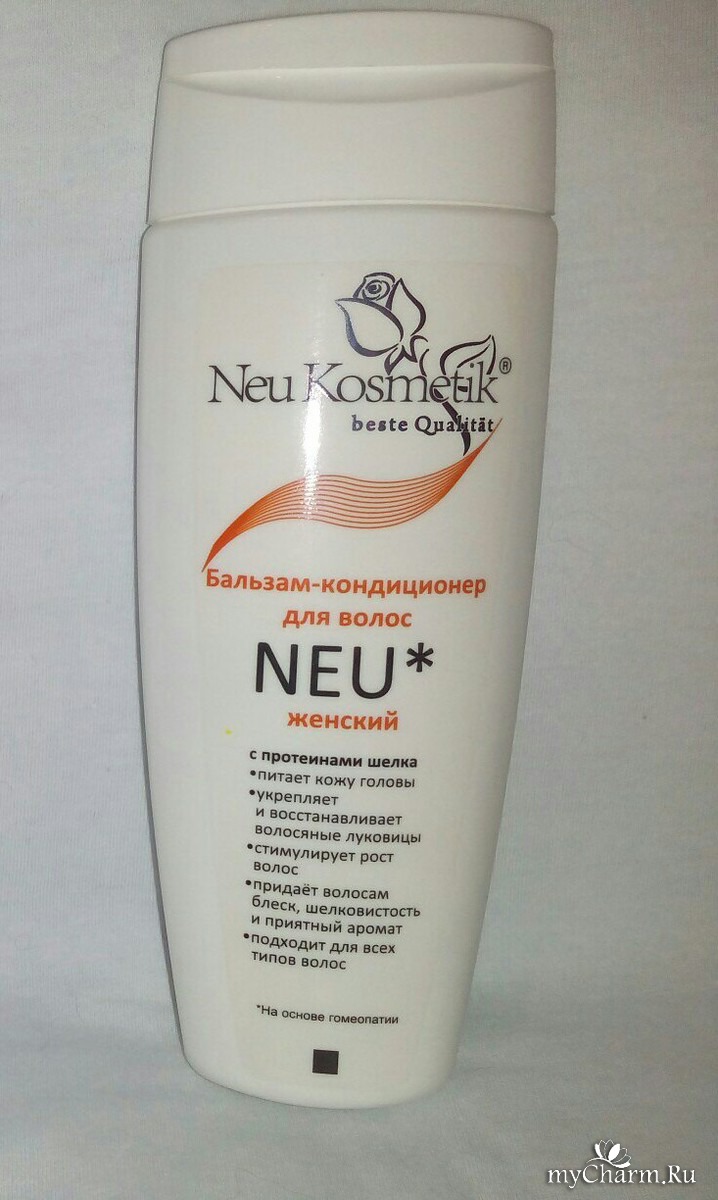 Neu Kosmetik®
beste Qualität
Бальзам-кондиционер
для волос
NEU*
женский
с протеинами шелка
•питает кожу головы
•укрепляет
и восстанавливает
волосяные луковицы
•стимулирует рост
волос
•придаёт волосам
блеск, шелковистость
и приятный аромат
•подходит для всех
типов волос
*На основе гомеопатии
myCharm.Ru